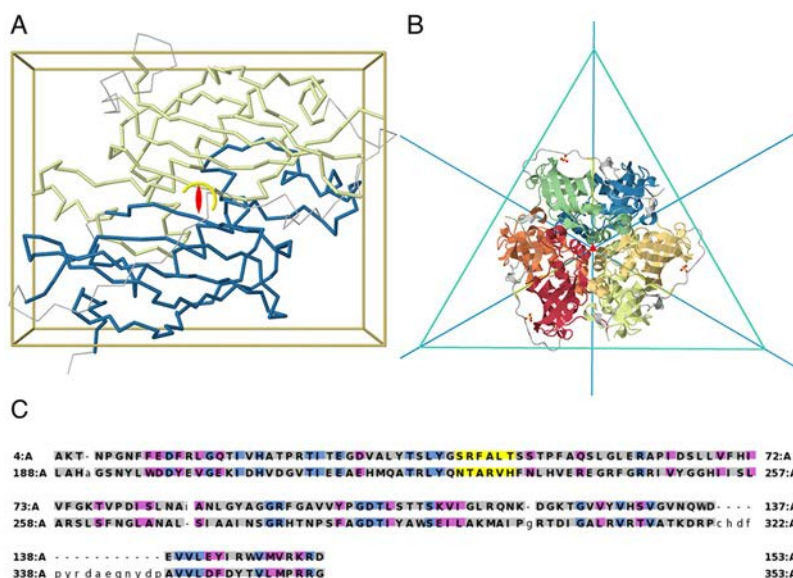 A
B
C
4:A AKT-NPGNFFEDFRLGQTIVHATPRTITEGDVALYTSLYGSRFALTSSTPFAQSLGLERAPIDSLLVFHI 72:A
188:A LAHaGSNYLWDDYEVGEKIDHVDGVTIEEAEHMQATRLYQNTARVHFNLHVEREGRFGRRIVYGGHIISL 257:A
73:A VFGKTVPDISLNAiANLGYAGGRFGAVVYPGDTLSTTSKVIGLRQNK-DGKTGVVYVHSVGVNQWD---- 137:A
258:A ARSLSFNGLANAL-SIAAINSGRHTNPSFAGDTIYAWSEILAKMAIPgRTDIGALRVRTVATKDRPchdf 322:A
138:A -----------EVVLEYIRWVMVRKRD 153:A
338:A pyrdaegnydpAVVLDFDYTVLMPRRG 353:A